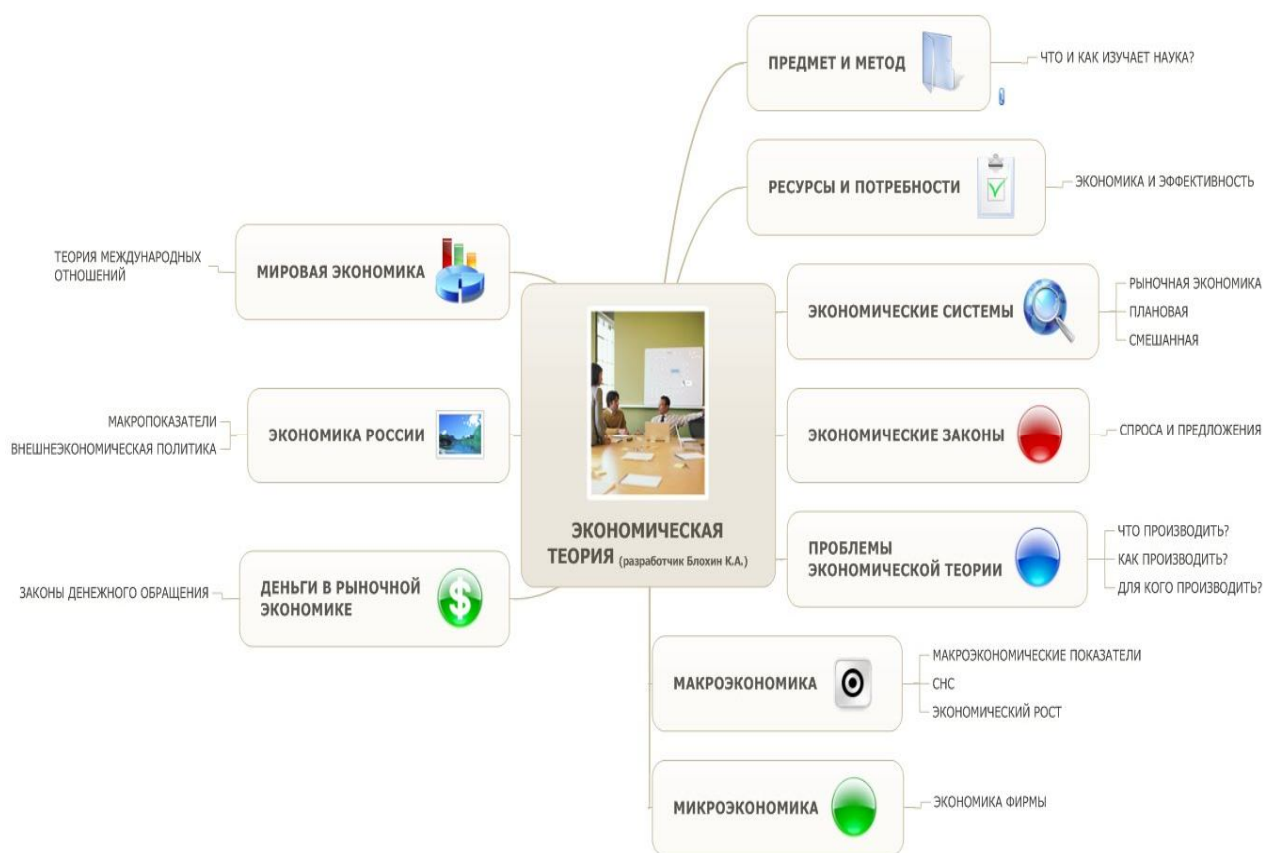 ПРЕДМЕТ И МЕТОД
ЧТО И КАК ИЗУЧАЕТ НАУКА?
РЕСУРСЫ И ПОТРЕБНОСТИ
ЭКОНОМИКА И ЭФФЕКТИВНОСТЬ
ЭКОНОМИЧЕСКИЕ СИСТЕМЫ
РЫНОЧНАЯ ЭКОНОМИКА
ПЛАНОВАЯ
СМЕШАННАЯ
ЭКОНОМИЧЕСКИЕ ЗАКОНЫ
СПРОСА И ПРЕДЛОЖЕНИЯ
ПРОБЛЕМЫ
ЭКОНОМИЧЕСКОЙ ТЕОРИИ
ЧТО ПРОИЗВОДИТЬ?
КАК ПРОИЗВОДИТЬ?
ДЛЯ КОГО ПРОИЗВОДИТЬ?
МАКРОЭКОНОМИКА
МАКРОЭКОНОМИЧЕСКИЕ ПОКАЗАТЕЛИ
СНС
ЭКОНОМИЧЕСКИЙ РОСТ
МИКРОЭКОНОМИКА
ЭКОНОМИКА ФИРМЫ
ЭКОНОМИЧЕСКАЯ
ТЕОРИЯ (разработчик Блохин К.А.)
МИРОВАЯ ЭКОНОМИКА
ТЕОРИЯ МЕЖДУНАРОДНЫХ
ОТНОШЕНИЙ
ЭКОНОМИКА РОССИИ
МАКРОПОКАЗАТЕЛИ
ВНЕШНЕЭКОНОМИЧЕСКАЯ ПОЛИТИКА
ДЕНЬГИ В РЫНОЧНОЙ
ЭКОНОМИКЕ
$
ЗАКОНЫ ДЕНЕЖНОГО ОБРАЩЕНИЯ